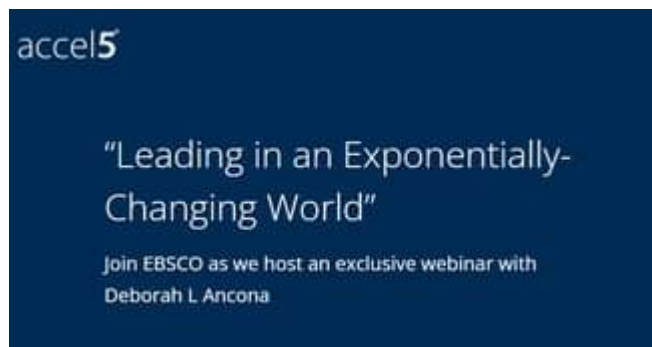 accel5
“Leading in an Exponentially-
Changing World”
Join EBSCO as we host an exclusive webinar with
Deborah L Ancona